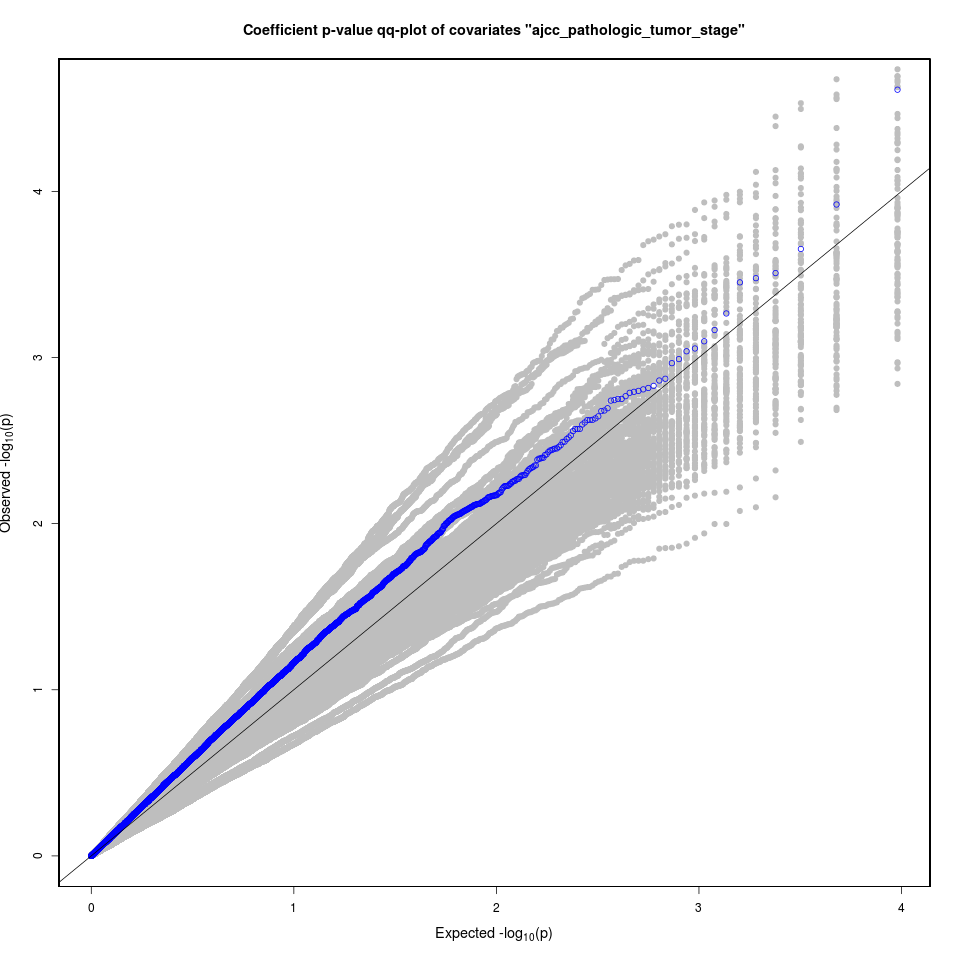 Coefficient p-value qq-plot of covariates "ajcc_pathologic_tumor_stage"
Observed -log10(p)
4
3
2
1
0
0 1 2 3 4
Expected -log10(p)